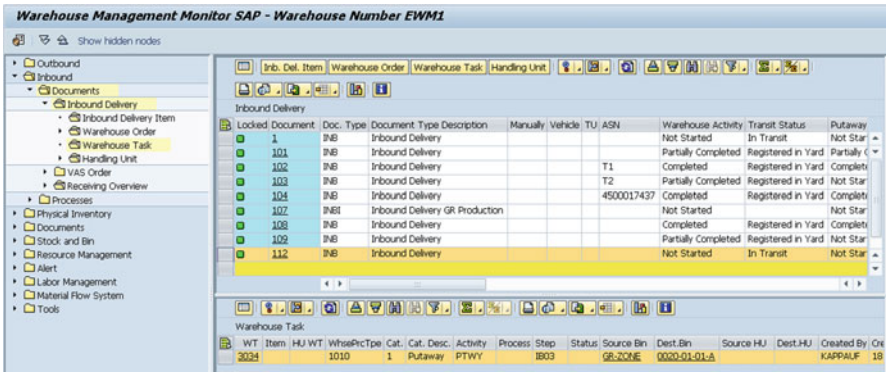 Warehouse Management Monitor SAP - Warehouse Number EWM1
Show hidden nodes
Outbound
Inbound
Documents
Inbound Delivery
Inbound Delivery Item
Warehouse Order
Warehouse Task
Handling Unit
VAS Order
Receiving Overview
Processes
Physical Inventory
Documents
Stock and Bin
Resource Management
Alert
Labor Management
Material Flow System
Tools
Inb. Del. Item Warehouse Order Warehouse Task Handling Unit
Inbound Delivery
Locked Document Doc. Type Document Type Description Manually Vehicle TU ASN Warehouse Activity Transit Status Putaway
1 INB Inbound Delivery Not Started In Transit Not Star
101 INB Inbound Delivery Partially Completed Registered in Yard Partially C
102 INB Inbound Delivery T1 Completed Registered in Yard Complete
103 INB Inbound Delivery T2 Partially Completed Registered in Yard Not Star
104 INB Inbound Delivery 4500017437 Completed Registered in Yard Complete
107 INBI Inbound Delivery GR Production Not Started Not Star
108 INB Inbound Delivery Completed Registered in Yard Complete
109 INB Inbound Delivery Partially Completed Registered in Yard Not Star
112 INB Inbound Delivery Not Started In Transit Not Star
Warehouse Task
WT Item HU WT WhsePrcTpe Cat. Cat. Desc. Activity Process Step Status Source Bin Dest.Bin Source HU Dest.HU Created By Cre
3034 1010 1 Putaway PTWY IB03 GR-ZONE 0020-01-01-A KAPPAUF 18